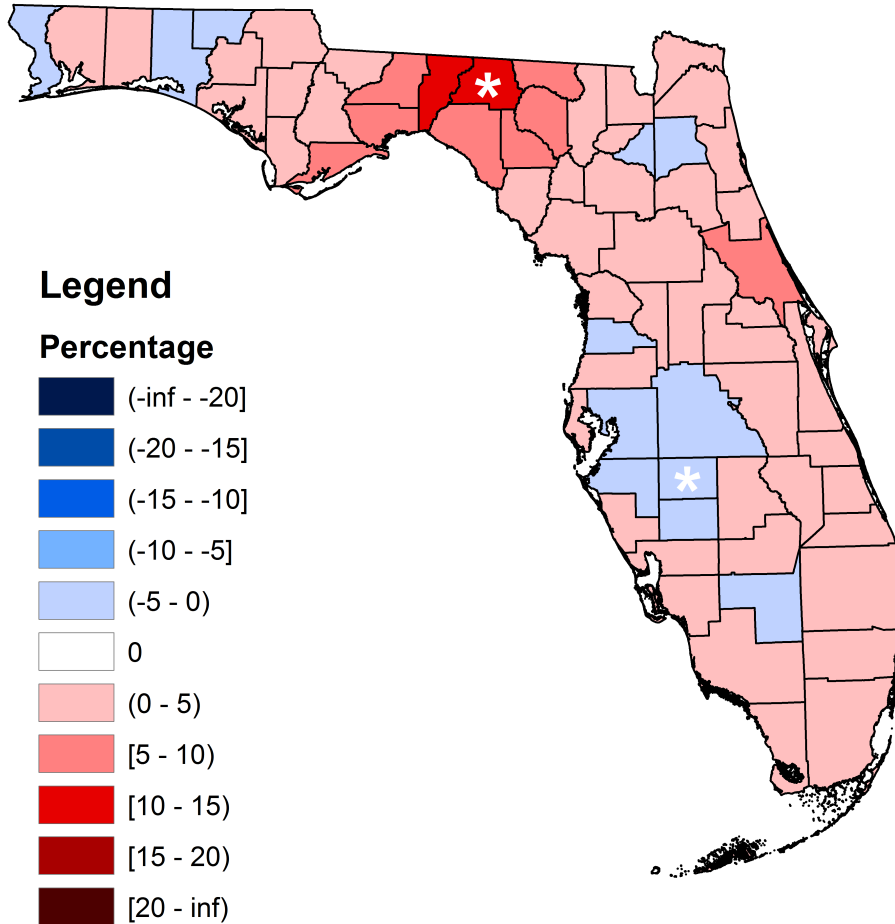 *
*
Legend
Percentage
(-inf - -20]
(-20 - -15]
(-15 - -10]
(-10 - -5]
(-5 - 0)
0
(0 - 5)
[5 - 10)
[10 - 15)
[15 - 20)
[20 - inf)